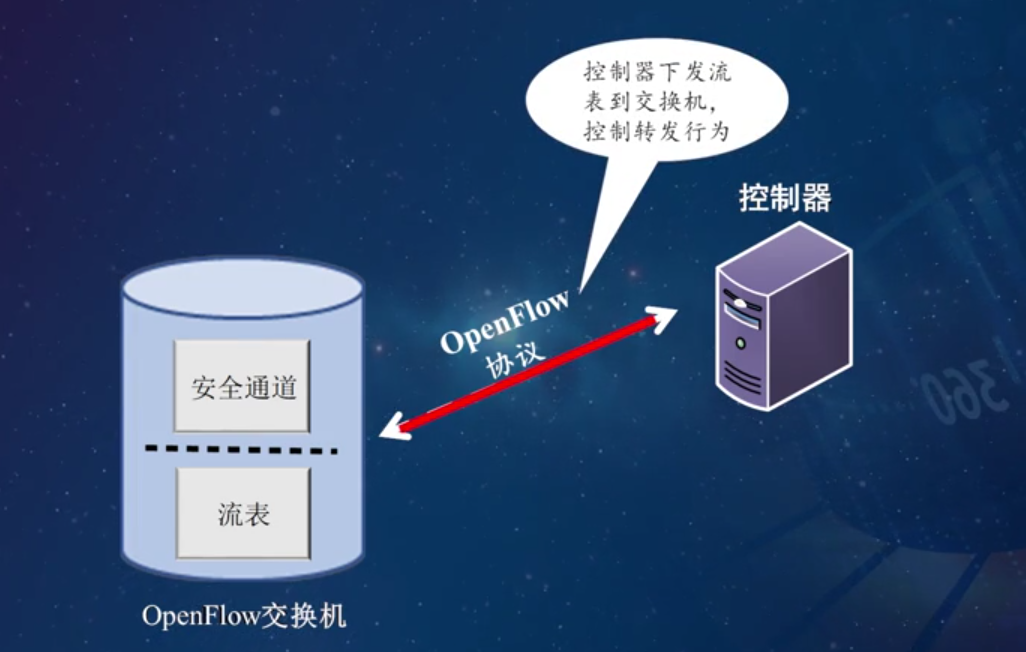 控制器下发流
表到交换机,
控制转发行为
控制器
OpenFlow
协议
安全通道
流表
OpenFlow交换机
360°